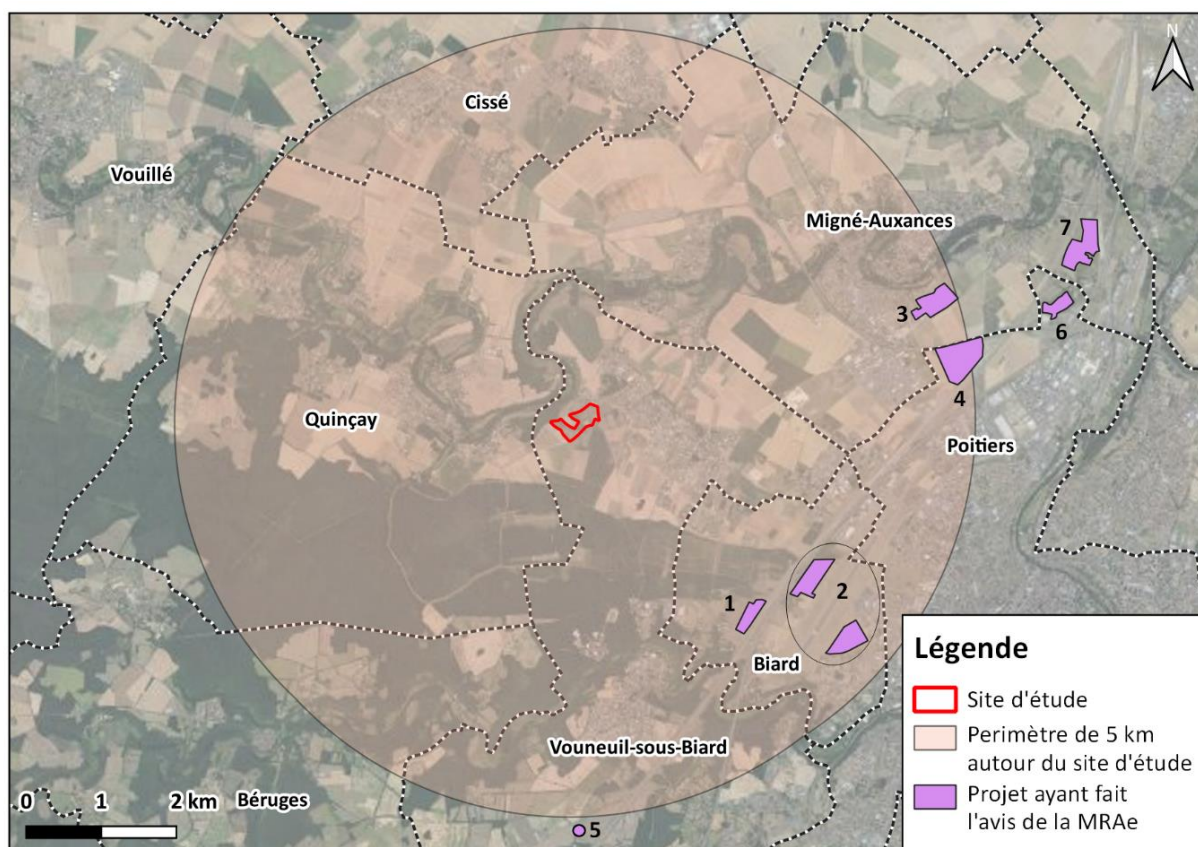 N
Cissé
Vouillé
Migné-Auxances
7
3
6
4
Quinçay
Poitiers
1
2
Biard
Vouneuil-sous-Biard
Béruges
5
0 1 2 km
Légende
Site d'étude
Perimètre de 5 km
autour du site d'étude
Projet ayant fait
l'avis de la MRAe